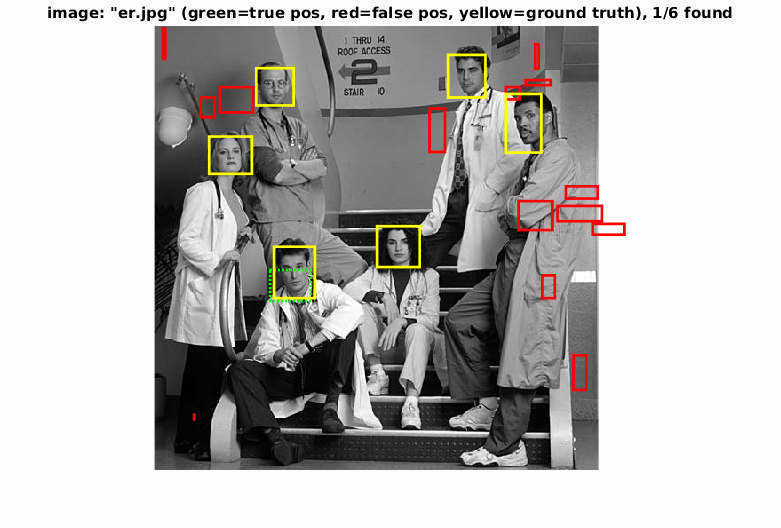 image: "er.jpg" (green=true pos, red=false pos, yellow=ground truth), 1/6 found
1 THRU 14
ROOF ACCESS
2
STAIR 10